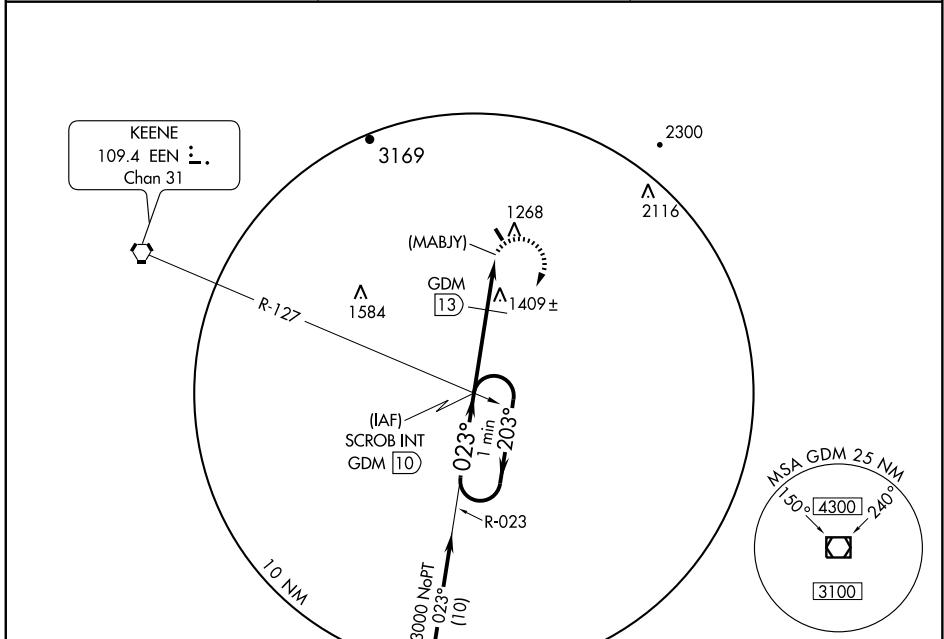 KEENE
109.4 EEN
Chan 31
3169
2300
2116
1268
(MABJY)
GDM
13
1409±
1584
R-127
(IAF)
SCROB INT
GDM 10
023°
1 min
203°
R-023
3000 NoPT
023°
(10)
10 NM
MSA GDM 25 NM
150°
4300
240°
3100